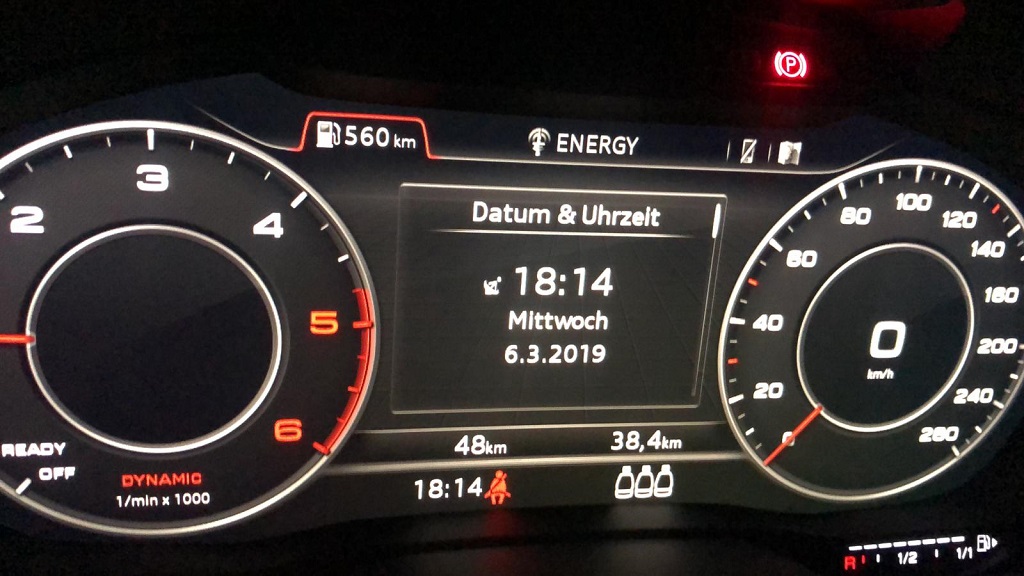 P
560 km
ENERGY
Datum & Uhrzeit
18:14
Mittwoch
6.3.2019
48km
38,4km
18:14
2
3
4
5
6
READY
OFF
DYNAMIC
1/min x 1000
0
20
40
60
80
100
120
140
160
200
240
260
0
km/h
R
1/2
1/1